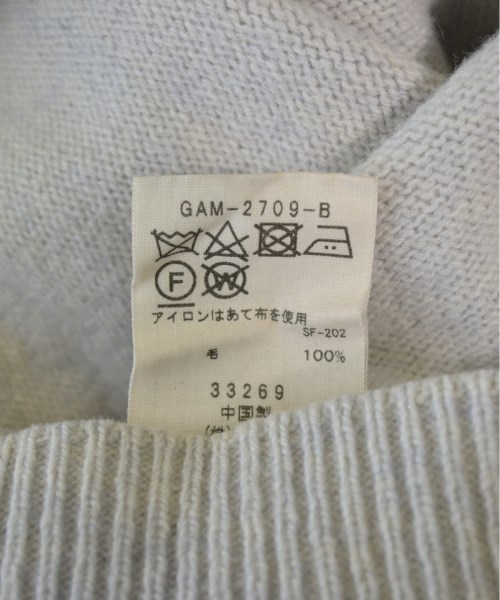 GAM-2709-B
F W
アイロンはあて布を使用
SF-202
毛 100%
33269
中国製